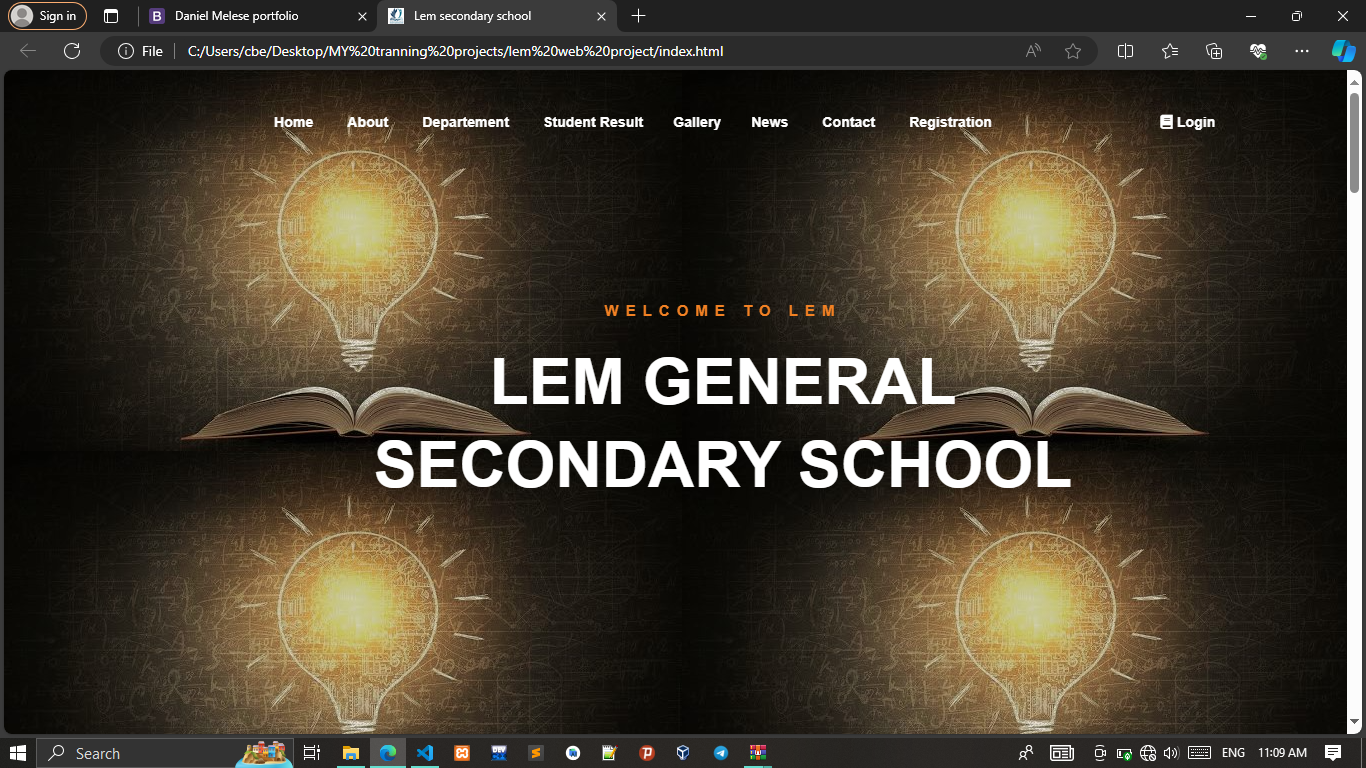 Sign in
Daniel Melese portfolio
Lem secondary school
File
C:/Users/cbe/Desktop/MY%20tranning%20projects/lem%20web%20project/index.html
Home About Departement Student Result Gallery News Contact Registration Login
WELCOME TO LEM
LEM GENERAL
SECONDARY SCHOOL
Search
ENG
11:09 AM